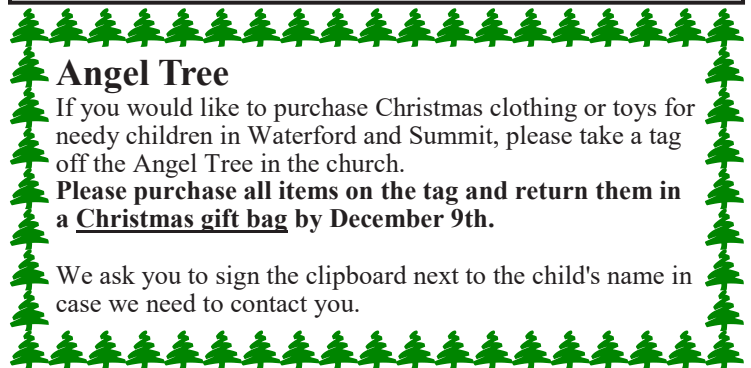 Angel Tree
If you would like to purchase Christmas clothing or toys for
needy children in Waterford and Summit, please take a tag
off the Angel Tree in the church.
Please purchase all items on the tag and return them in
a Christmas gift bag by December 9th.
We ask you to sign the clipboard next to the child's name in
case we need to contact you.